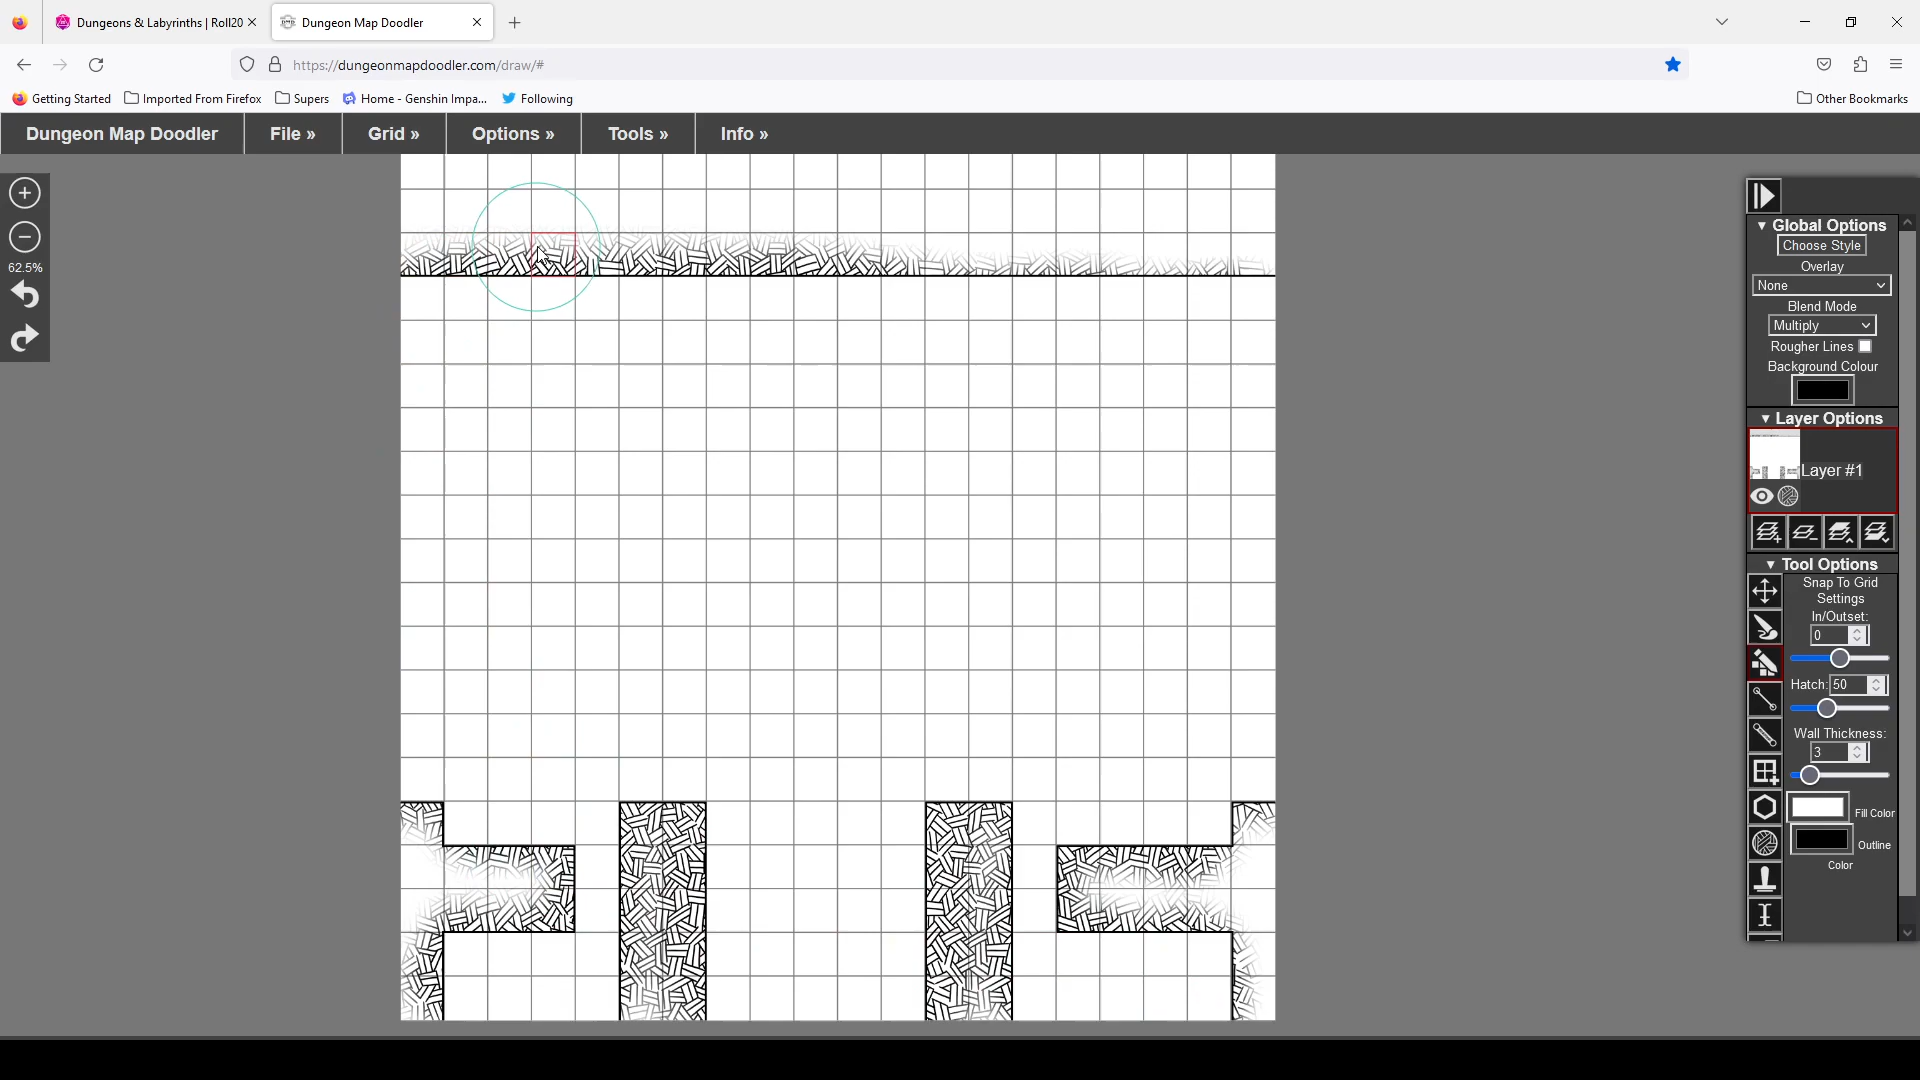 Dungeons & Labyrinths | Roll20
Dungeon Map Doodler
https://dungeonmapdoodler.com/draw/#
Getting Started
Imported From Firefox
Supers
Home - Genshin Impa...
Following
Other Bookmarks
Dungeon Map Doodler
File »
Grid »
Options »
Tools »
Info »
62.5%
▼ Global Options
Choose Style
Overlay
None
Blend Mode
Multiply
Rougher Lines
Background Colour
▼ Layer Options
Layer #1
▼ Tool Options
Snap To Grid
Settings
In/Outset:
0
Hatch: 50
Wall Thickness:
3
Fill Color
Outline
Color